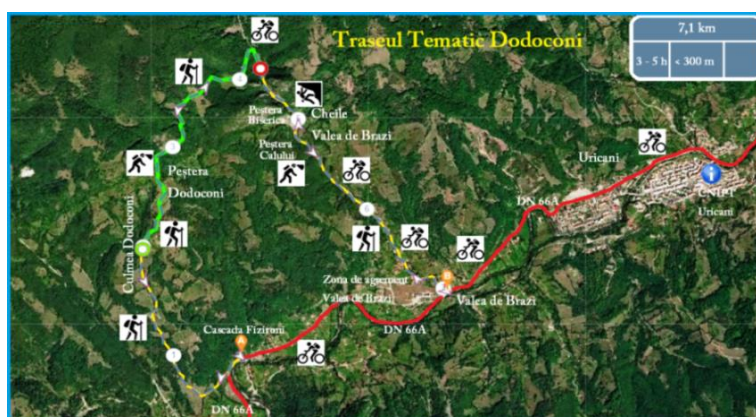 Traseul Tematic Dodoconi
7,1 km
3 - 5 h
< 300 m
Peștera
Biserica
Cheile
Valea de Brazi
Peștera
Calului
Peștera
Dodoconi
Culmea Dodoconi
Uricani
DN 66A
CNIPT
Uricani
Zona de agrement
Valea de Brazi
Valea de Brazi
DN 66A
Cascada Fizironi
DN 66A
A
B